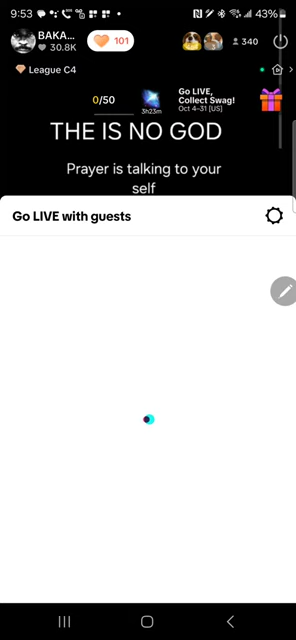 9:53
43%
BAKA...
30.8K
101
340
League C4
0/50
3h23m
Go LIVE,
Collect Swag!
Oct 4–31 [US]
THE IS NO GOD
Prayer is talking to your
self
Go LIVE with guests